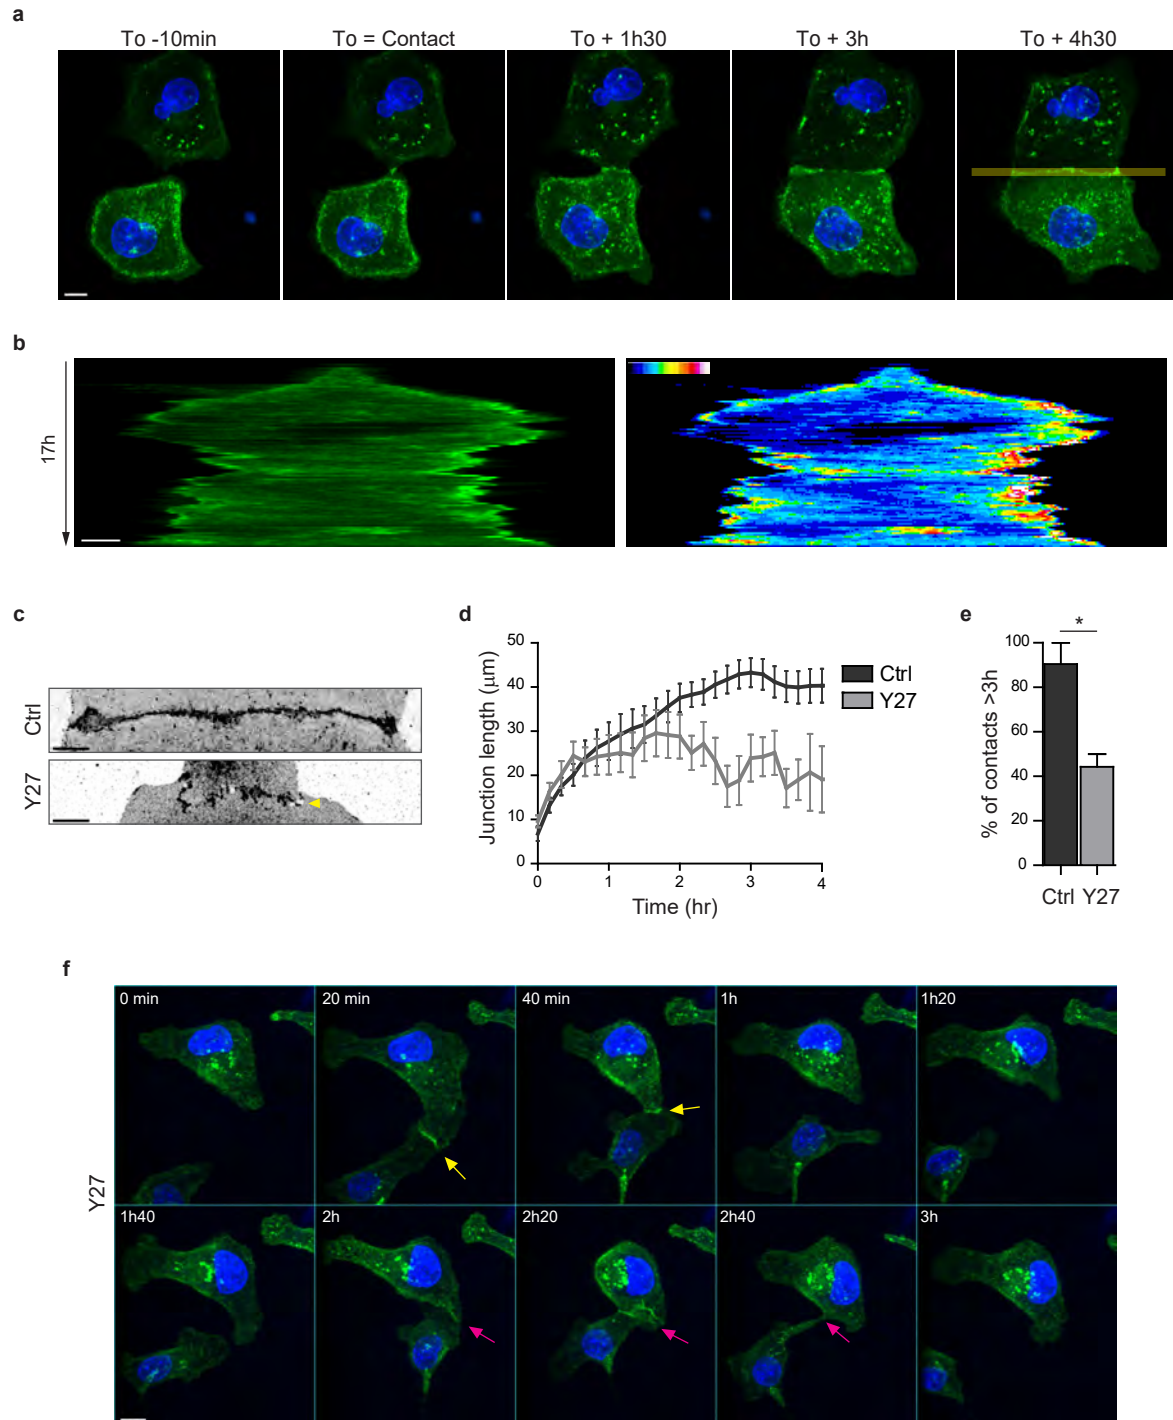 a
To -10min To = Contact To + 1h30 To + 3h To + 4h30
b
17h
c
Ctrl
Y27
d
Junction length (µm)
50
40
30
20
10
0
0 1 2 3 4
Time (hr)
Ctrl
Y27
e
% of contacts >3h
*
100
80
60
40
20
0
Ctrl Y27
f
Y27
0 min 20 min 40 min 1h 1h20
1h40 2h 2h20 2h40 3h